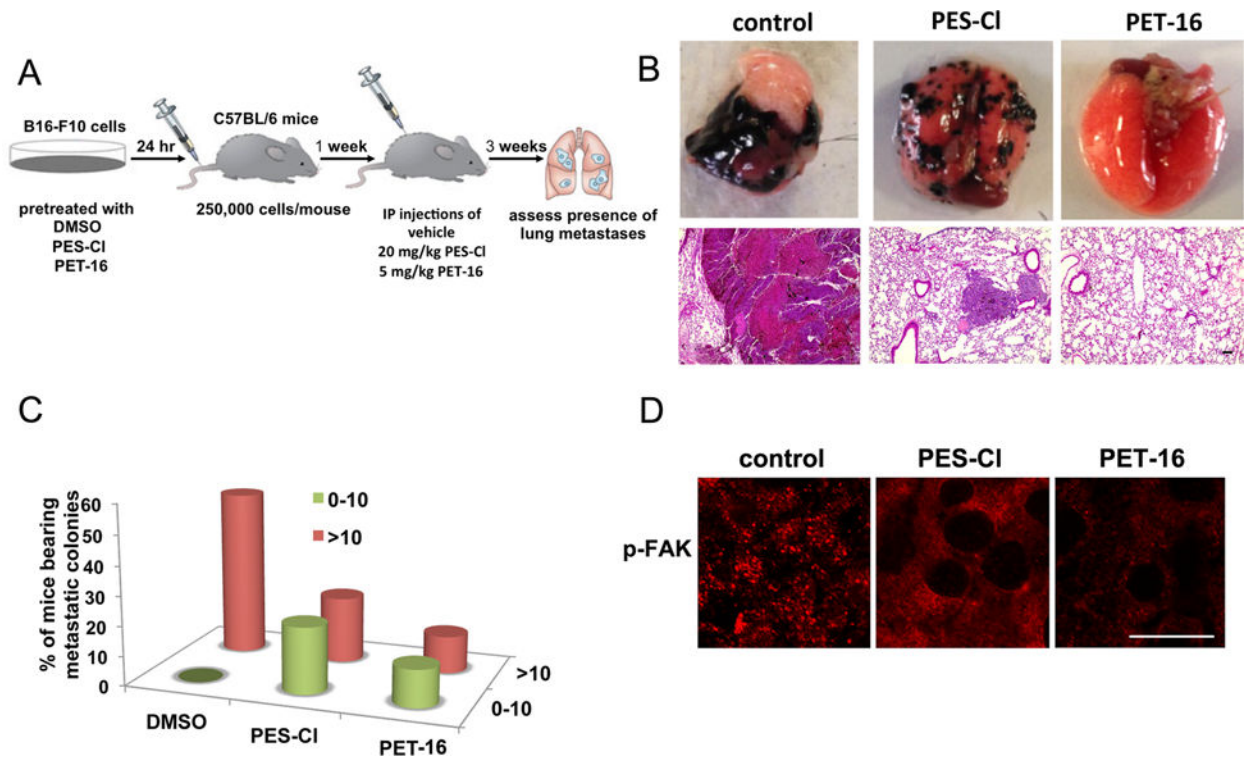 A
B16-F10 cells
24 hr
pretreated with
DMSO
PES-Cl
PET-16
C57BL/6 mice
250,000 cells/mouse
1 week
IP injections of
vehicle
20 mg/kg PES-Cl
5 mg/kg PET-16
3 weeks
assess presence of
lung metastases
B
control PES-Cl PET-16
C
% of mice bearing
metastatic colonies
60
50
40
30
20
10
0
0-10
>10
>10
0-10
DMSO
PES-Cl
PET-16
D
control PES-Cl PET-16
p-FAK